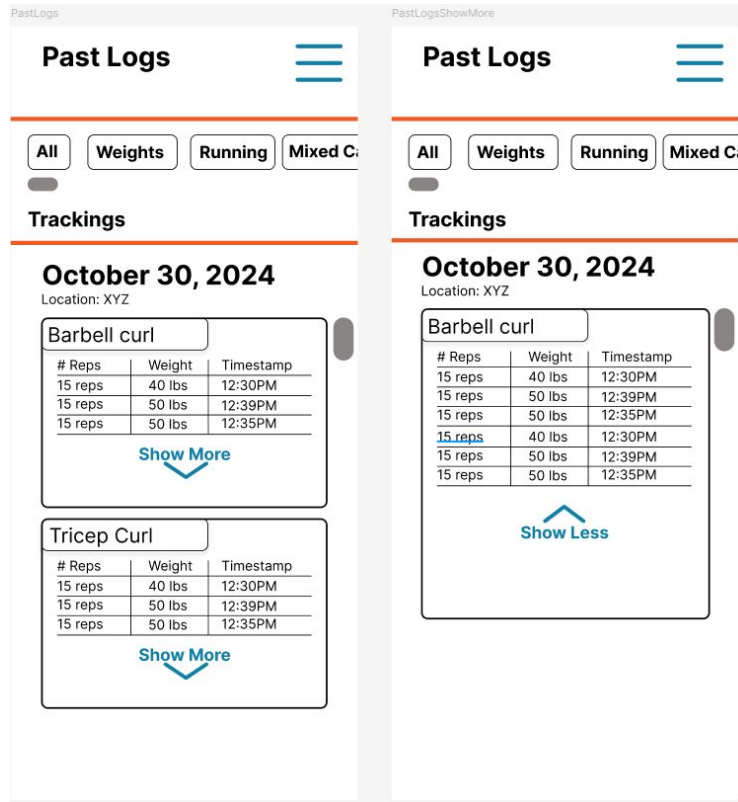 PastLogs
Past Logs
All Weights Running Mixed Ca
Trackings
October 30, 2024
Location: XYZ
Barbell curl
# Reps Weight Timestamp
15 reps 40 lbs 12:30PM
15 reps 50 lbs 12:39PM
15 reps 50 lbs 12:35PM
Show More
Tricep Curl
# Reps Weight Timestamp
15 reps 40 lbs 12:30PM
15 reps 50 lbs 12:39PM
15 reps 50 lbs 12:35PM
Show More
PastLogsShowMore
Past Logs
All Weights Running Mixed Ca
Trackings
October 30, 2024
Location: XYZ
Barbell curl
# Reps Weight Timestamp
15 reps 40 lbs 12:30PM
15 reps 50 lbs 12:39PM
15 reps 50 lbs 12:35PM
15 reps 40 lbs 12:30PM
15 reps 50 lbs 12:39PM
15 reps 50 lbs 12:35PM
Show Less